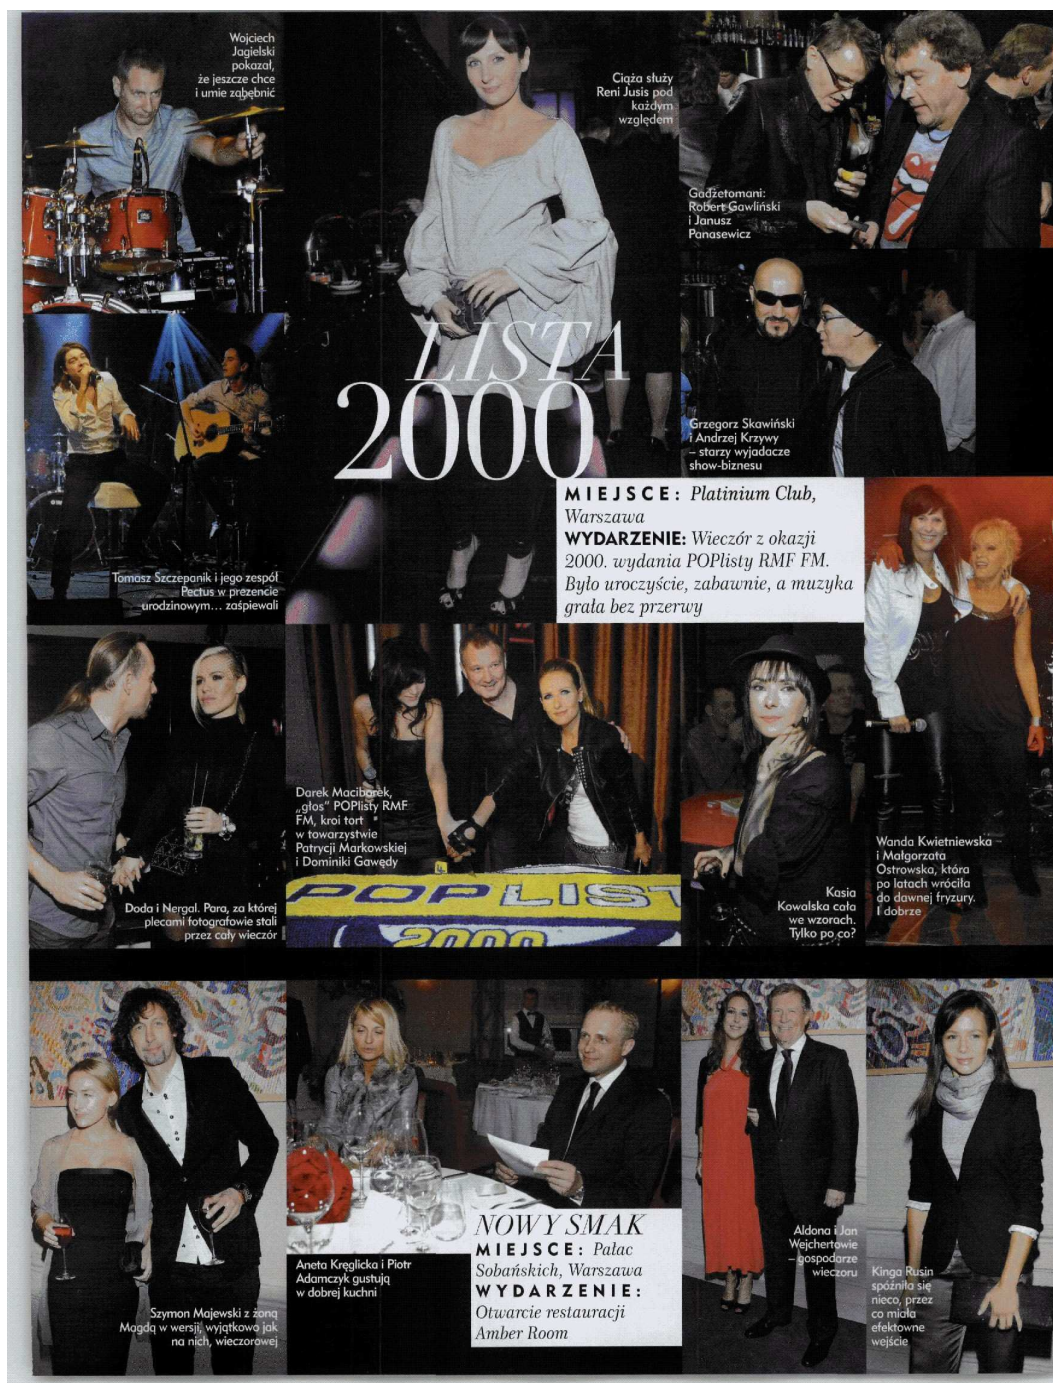 Wojciech
Jagielski
pokazał,
że jeszcze chce
i umie ząbębnić
Ciąża służy
Reni Jusis pod
każdym
względem
Gadżetomani:
Robert Gawliński
i Janusz
Panasewicz
LISTA
2000
Grzegorz Skawiński
i Andrzej Krzywy
– starzy wyjadacze
show-biznesu
MIEJSCE: Platinium Club,
Warszawa
WYDARZENIE: Wieczór z okazji
2000. wydania POPlisty RMF FM.
Było uroczyście, zabawnie, a muzyka
grała bez przerwy
Tomasz Szczepanik i jego zespół
Pectus w prezencie
urodzinowym... zaśpiewali
Doda i Nergal. Para, za której
plecami fotografowie stali
przez cały wieczór
Darek Maciborek,
„głos” POPlisty RMF
FM, kroi tort
w towarzystwie
Patrycji Markowskiej
i Dominiki Gawędy
POPLIST
2000
Kasia
Kowalska cała
we wzorach.
Tylko po co?
Wanda Kwietniewska –
i Małgorzata
Ostrowska, która
po latach wróciła
do dawnej fryzury.
I dobrze
Szymon Majewski z żoną
Magdą w wersji, wyjątkowo jak
na nich, wieczorowej
Aneta Kręglicka i Piotr
Adamczyk gustują
w dobrej kuchni
NOWY SMAK
MIEJSCE: Pałac
Sobańskich, Warszawa
WYDARZENIE:
Otwarcie restauracji
Amber Room
Aldona i Jan
Wejchertowie
– gospodarze
wieczoru
Kinga Rusin
spóźniła się
nieco, przez
co miała
efektowne
wejście